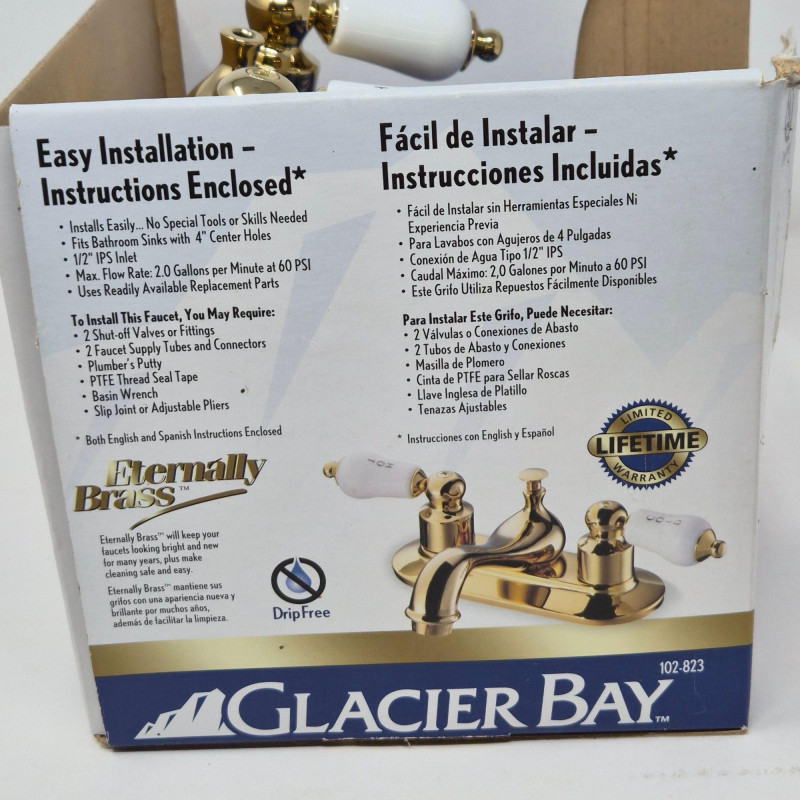 Easy Installation –
Instructions Enclosed*
• Installs Easily... No Special Tools or Skills Needed
• Fits Bathroom Sinks with 4" Center Holes
• 1/2" IPS Inlet
• Max. Flow Rate: 2.0 Gallons per Minute at 60 PSI
• Uses Readily Available Replacement Parts
To Install This Faucet, You May Require:
• 2 Shut-off Valves or Fittings
• 2 Faucet Supply Tubes and Connectors
• Plumber's Putty
• PTFE Thread Seal Tape
• Basin Wrench
• Slip Joint or Adjustable Pliers
* Both English and Spanish Instructions Enclosed
Fácil de Instalar –
Instrucciones Incluidas*
• Fácil de Instalar sin Herramientas Especiales Ni
Experiencia Previa
• Para Lavabos con Agujeros de 4 Pulgadas
• Conexión de Agua Tipo 1/2" IPS
• Caudal Máximo: 2,0 Galones por Minuto a 60 PSI
• Este Grifo Utiliza Repuestos Fácilmente Disponibles
Para Instalar Este Grifo, Puede Necesitar:
• 2 Válvulas o Conexiones de Abasto
• 2 Tubos de Abasto y Conexiones
• Masilla de Plomero
• Cinta de PTFE para Sellar Roscas
• Llave Inglesa de Platillo
• Tenazas Ajustables
* Instrucciones con English y Español
LIMITED
LIFETIME
WARRANTY
Eternally
Brass™
Eternally Brass™ will keep your
faucets looking bright and new
for many years, plus make
cleaning safe and easy.
Eternally Brass™ mantiene sus
grifos con una apariencia nueva y
brillante por muchos años,
además de facilitar la limpieza.
Drip Free
HOT
COLD
102-823
GLACIER BAY™